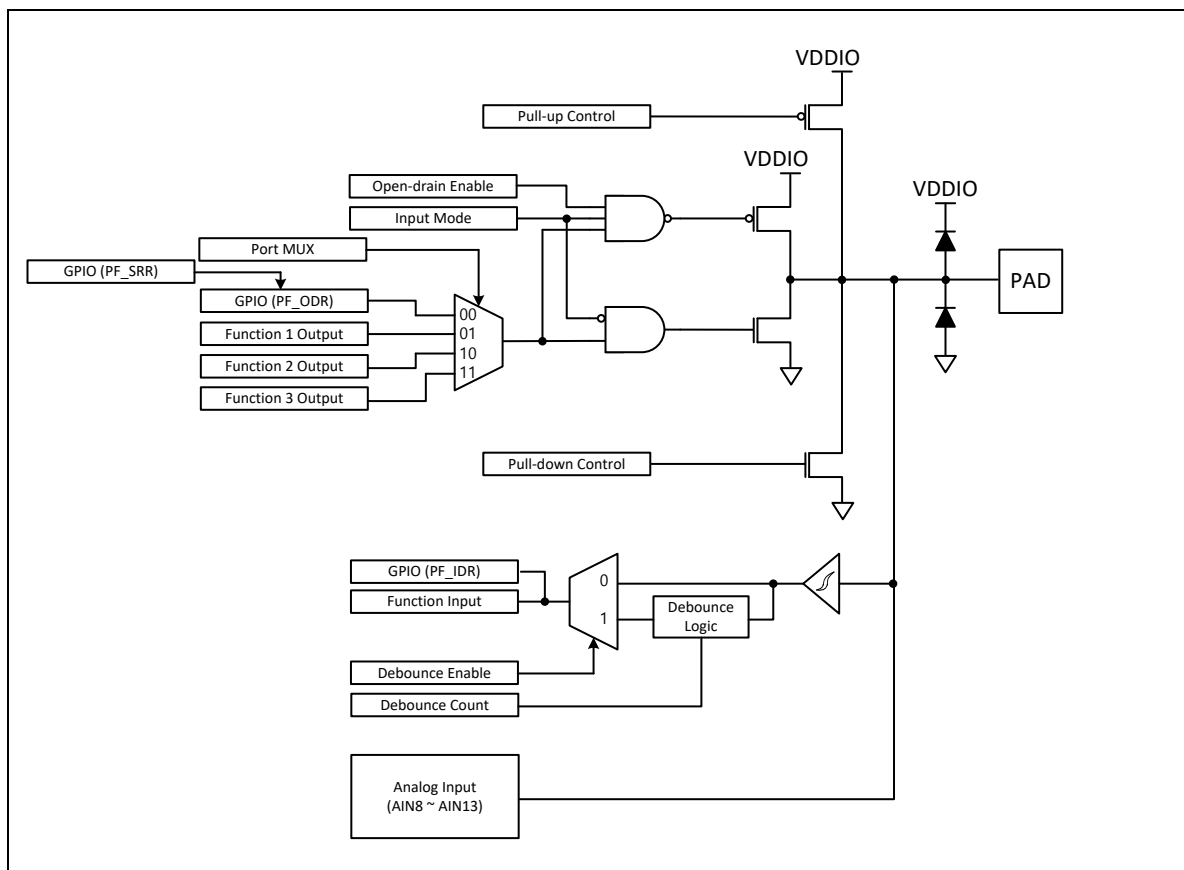 VDDIO
Pull-up Control
VDDIO
Open-drain Enable
VDDIO
Input Mode
Port MUX
GPIO (PF_SRR)
PAD
GPIO (PF_ODR)
00
Function 1 Output
01
Function 2 Output
10
Function 3 Output
11
Pull-down Control
GPIO (PF_IDR)
0
Function Input
Debounce
Logic
1
Debounce Enable
Debounce Count
Analog Input
(AIN8 ~ AIN13)